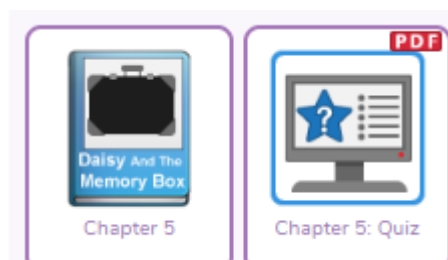 PDF
Daisy And The
Memory Box
?
Chapter 5
Chapter 5: Quiz